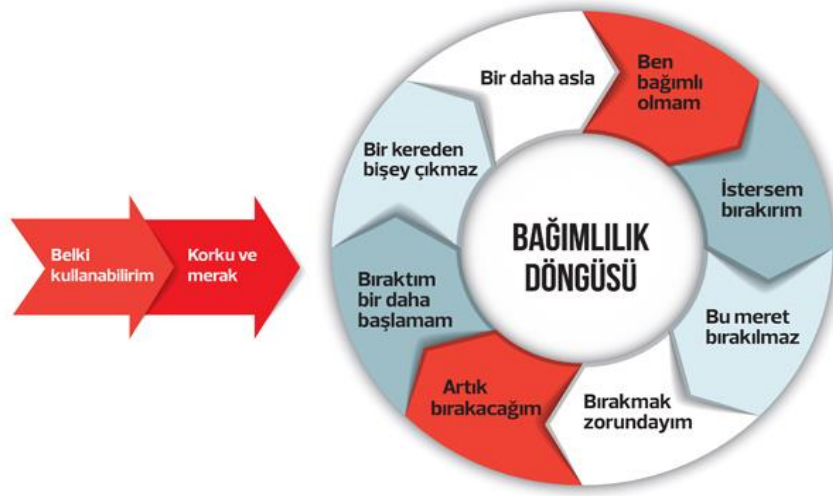 Belki
kullanabilirim
Korku ve
merak
BAĞIMLILIK
DÖNGÜSÜ
Bir kereden
bişey çıkmaz
Bir daha asla
Ben
bağımlı
olmam
İstersem
bırakırım
Bu meret
bırakılmaz
Bırakmak
zorundayım
Artık
bırakacağım
Bıraktım
bir daha
başlamam